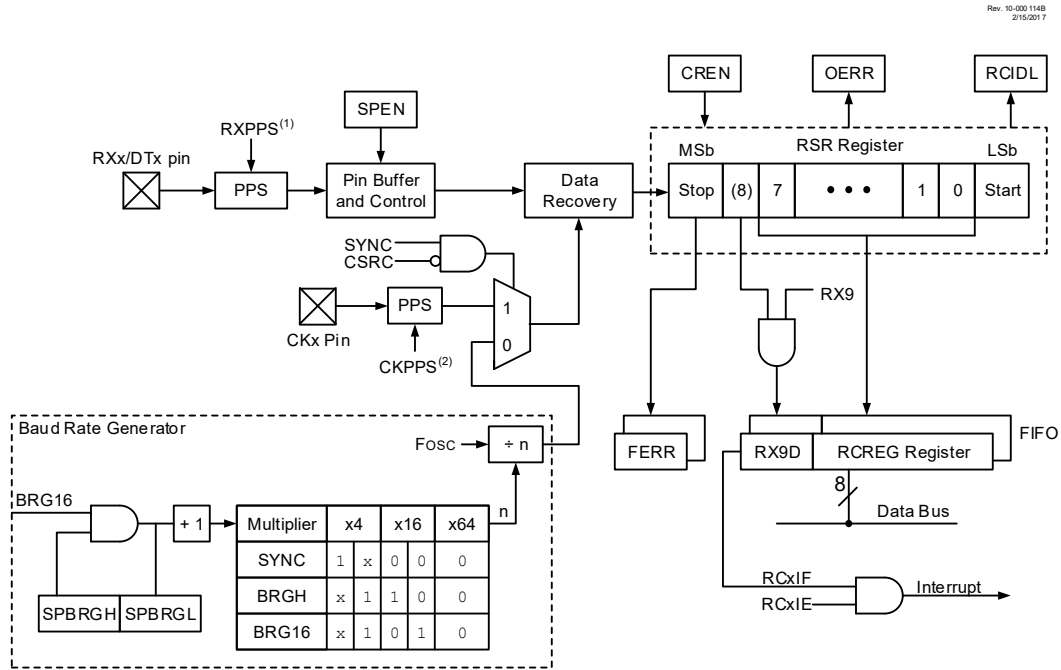 Rev. 10-000 114B
2/15/2017
CREN
OERR
RCIDL
SPEN
RXPPS(1)
RXx/DTx pin
PPS
Pin Buffer
and Control
Data
Recovery
MSb
RSR Register
LSb
Stop (8) 7 • • • 1 0 Start
SYNC
CSRC
PPS
1
0
CKx Pin
CKPPS(2)
RX9
Baud Rate Generator
FOSC
÷ n
FERR
RX9D
RCREG Register
FIFO
8
Data Bus
BRG16
+ 1
n
Multiplier x4 x16 x64
SYNC 1 x 0 0 0
BRGH x 1 1 0 0
BRG16 x 1 0 1 0
SPBRGH SPBRGL
RCxIF
RCxIE
Interrupt